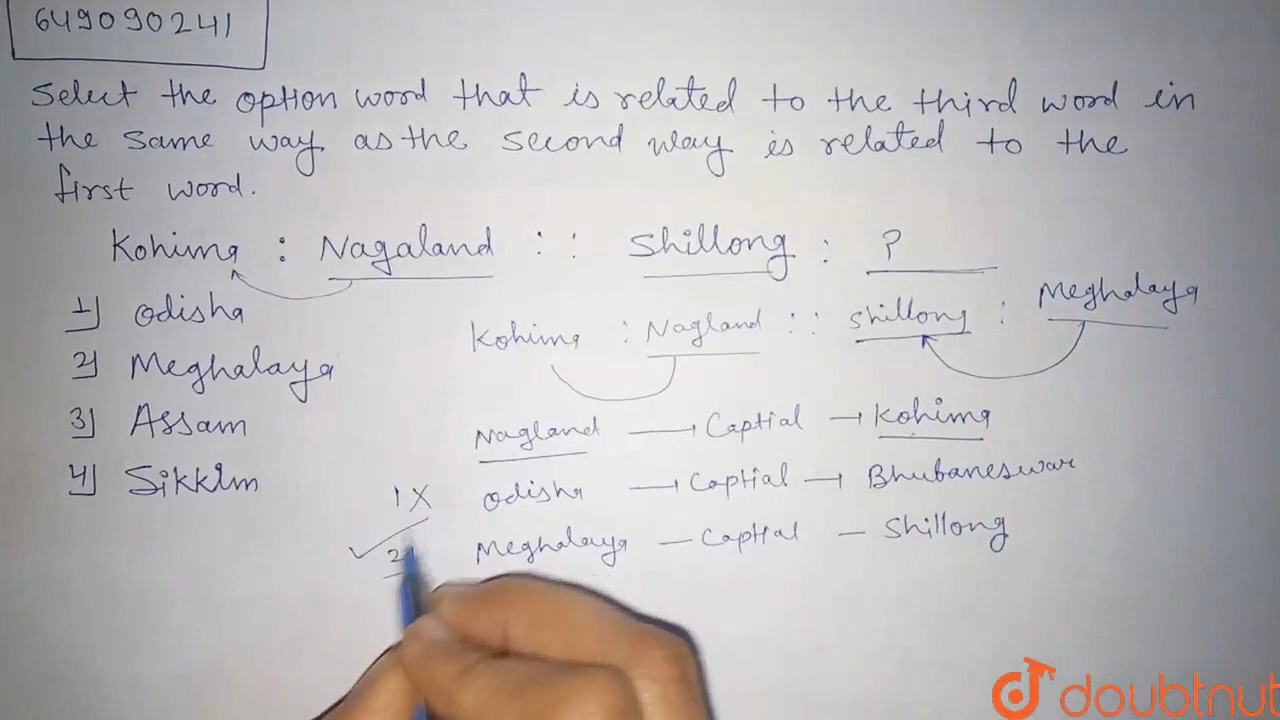 649090241
Select the option word that is related to the third word in
the same way as the second way is related to the
first word.
Kohima : Nagaland : : Shillong : ?
1) Odisha
2) Meghalaya
3) Assam
4) Sikkim
Kohima : Nagland : : Shillong : Meghalaya
Nagland → Captial → Kohima
1 X Odisha → Captial → Bhubaneswar
2 Meghalaya — Captial — Shillong
doubtnut